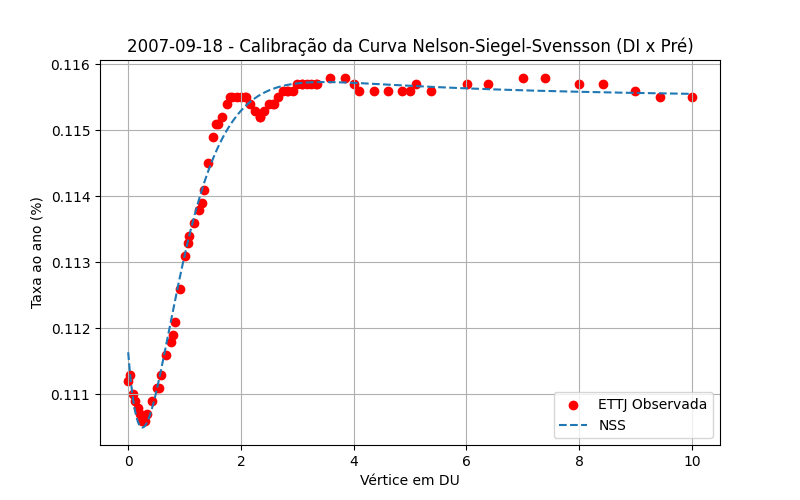 2007-09-18 - Calibração da Curva Nelson-Siegel-Svensson (DI x Pré)
0.116
0.115
0.114
0.113
0.112
0.111
Taxa ao ano (%)
ETTJ Observada
NSS
0 2 4 6 8 10
Vértice em DU